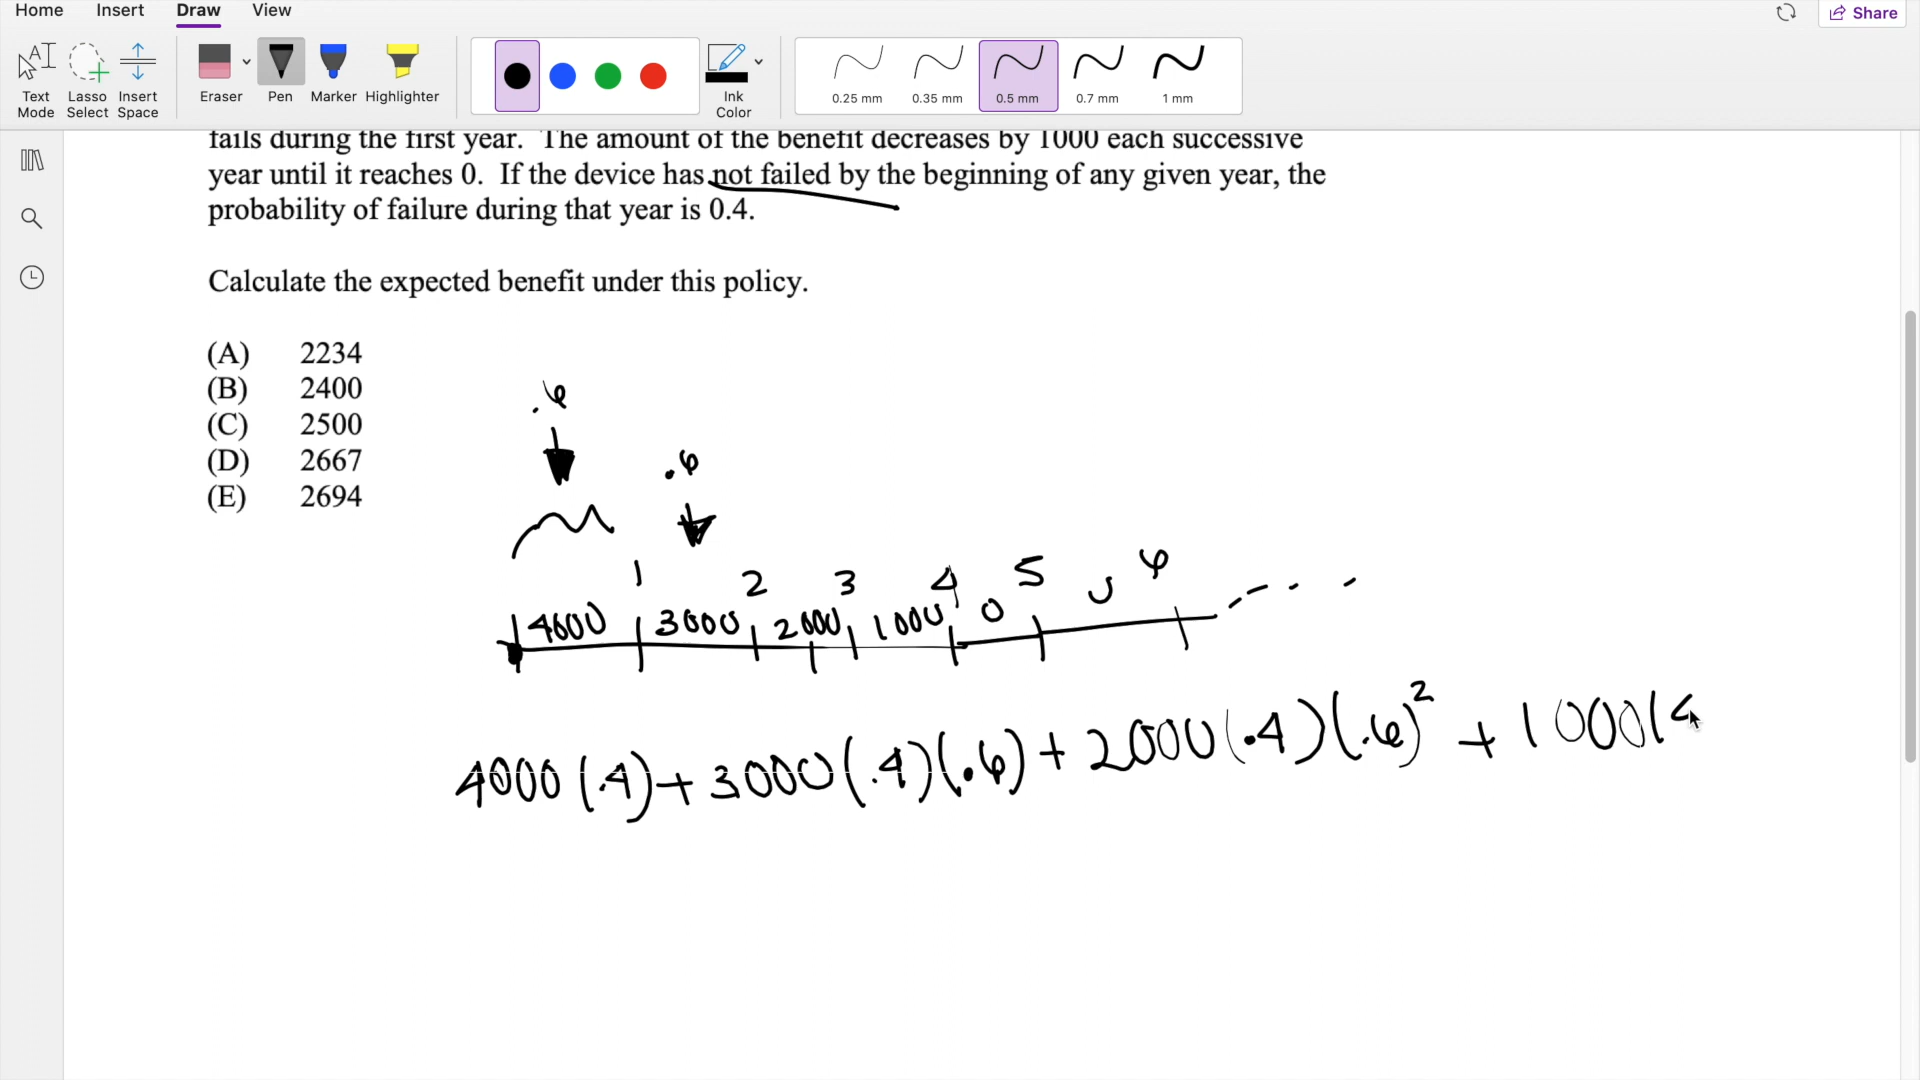 Home Insert Draw View
Share
Text Mode
Lasso Select
Insert Space
Eraser
Pen
Marker
Highlighter
Ink Color
0.25 mm
0.35 mm
0.5 mm
0.7 mm
1 mm
fails during the first year. The amount of the benefit decreases by 1000 each successive
year until it reaches 0. If the device has not failed by the beginning of any given year, the
probability of failure during that year is 0.4.
Calculate the expected benefit under this policy.
(A) 2234
(B) 2400
(C) 2500
(D) 2667
(E) 2694
.6
.6
1 2 3 4 5 6
4000 3000 2000 1000 0 0
4000(.4)+3000(.4)(.6)+2000(.4)(.6)²+1000(